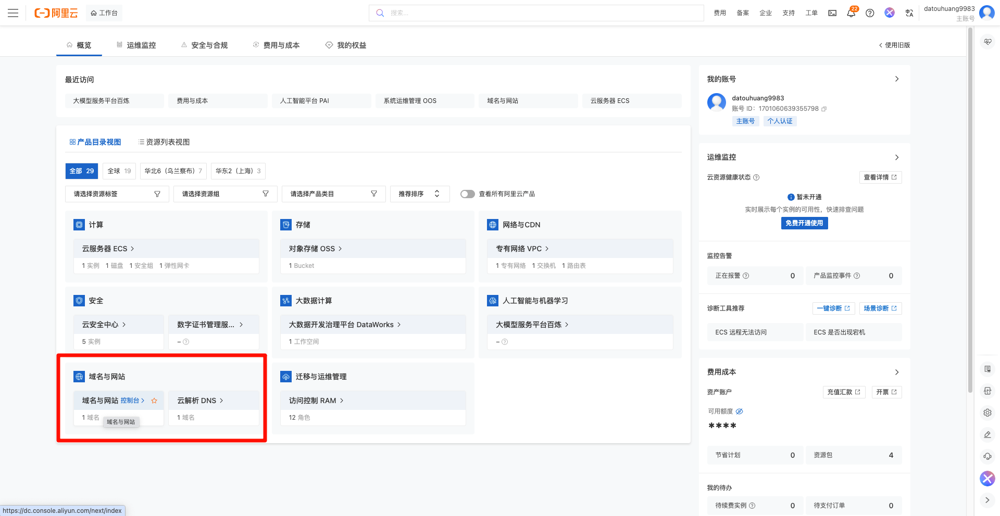 阿里云
工作台
搜索...
费用 备案 企业 支持 工单
22
datouhuang9983
主账号
概览 运维监控 安全与合规 费用与成本 我的权益
使用旧版
最近访问
大模型服务平台百炼 费用与成本 人工智能平台 PAI 系统运维管理 OOS 域名与网站 云服务器 ECS
产品目录视图 资源列表视图
全部 29 全球 19 华北6（乌兰察布）7 华东2（上海）3
请选择资源标签 请选择资源组 请选择产品类目 推荐排序 查看所有阿里云产品
计算
云服务器 ECS
1 实例 1 磁盘 1 安全组 1 弹性网卡
存储
对象存储 OSS
1 Bucket
网络与CDN
专有网络 VPC
1 专有网络 1 交换机 1 路由表
安全
云安全中心
5 实例
数字证书管理服...
–
大数据计算
大数据开发治理平台 DataWorks
1 工作空间
人工智能与机器学习
大模型服务平台百炼
–
域名与网站
域名与网站 控制台
1 域名
域名与网站
云解析 DNS
1 域名
迁移与运维管理
访问控制 RAM
12 角色
我的账号
datouhuang9983
账号 ID：1701060639355798
主账号 个人认证
运维监控
云资源健康状态 查看详情
暂未开通
实时展示每个实例的可用性，快速排查问题
免费开通使用
监控告警
正在报警 0 产品监控事件 0
诊断工具推荐 一键诊断 场景诊断
ECS 远程无法访问 ECS 是否出现宕机
费用成本
资产账户 充值汇款 开票
可用额度
****
节省计划 0 资源包 4
我的待办
待续费实例 0 待支付订单 0
API
https://dc.console.aliyun.com/next/index